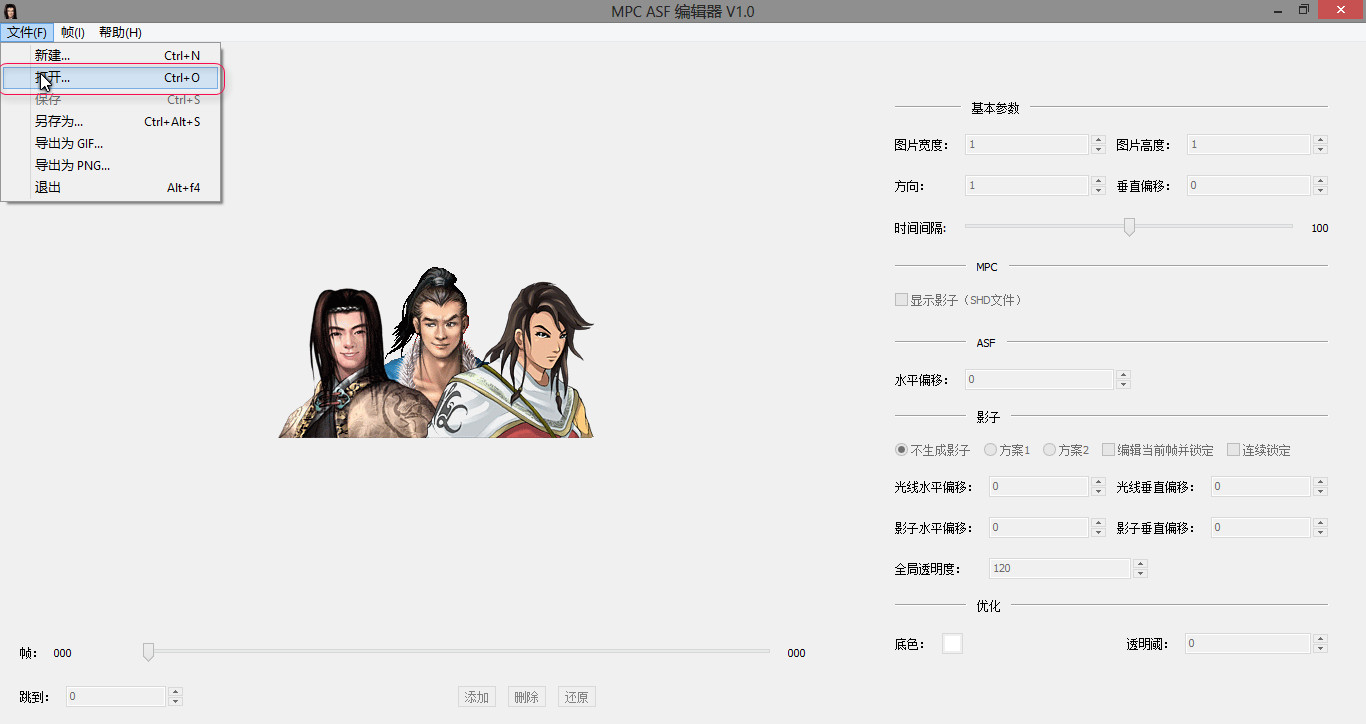 MPC ASF 编辑器 V1.0
文件(F) 帧(I) 帮助(H)
新建... Ctrl+N
打开... Ctrl+O
保存 Ctrl+S
另存为... Ctrl+Alt+S
导出为 GIF...
导出为 PNG...
退出 Alt+f4
基本参数
图片宽度： 1 图片高度： 1
方向： 1 垂直偏移： 0
时间间隔： 100
MPC
显示影子（SHD文件）
ASF
水平偏移： 0
影子
不生成影子 方案1 方案2 编辑当前帧并锁定 连续锁定
光线水平偏移： 0 光线垂直偏移： 0
影子水平偏移： 0 影子垂直偏移： 0
全局透明度： 120
优化
底色： 透明阈： 0
帧： 000 000
跳到： 0 添加 删除 还原